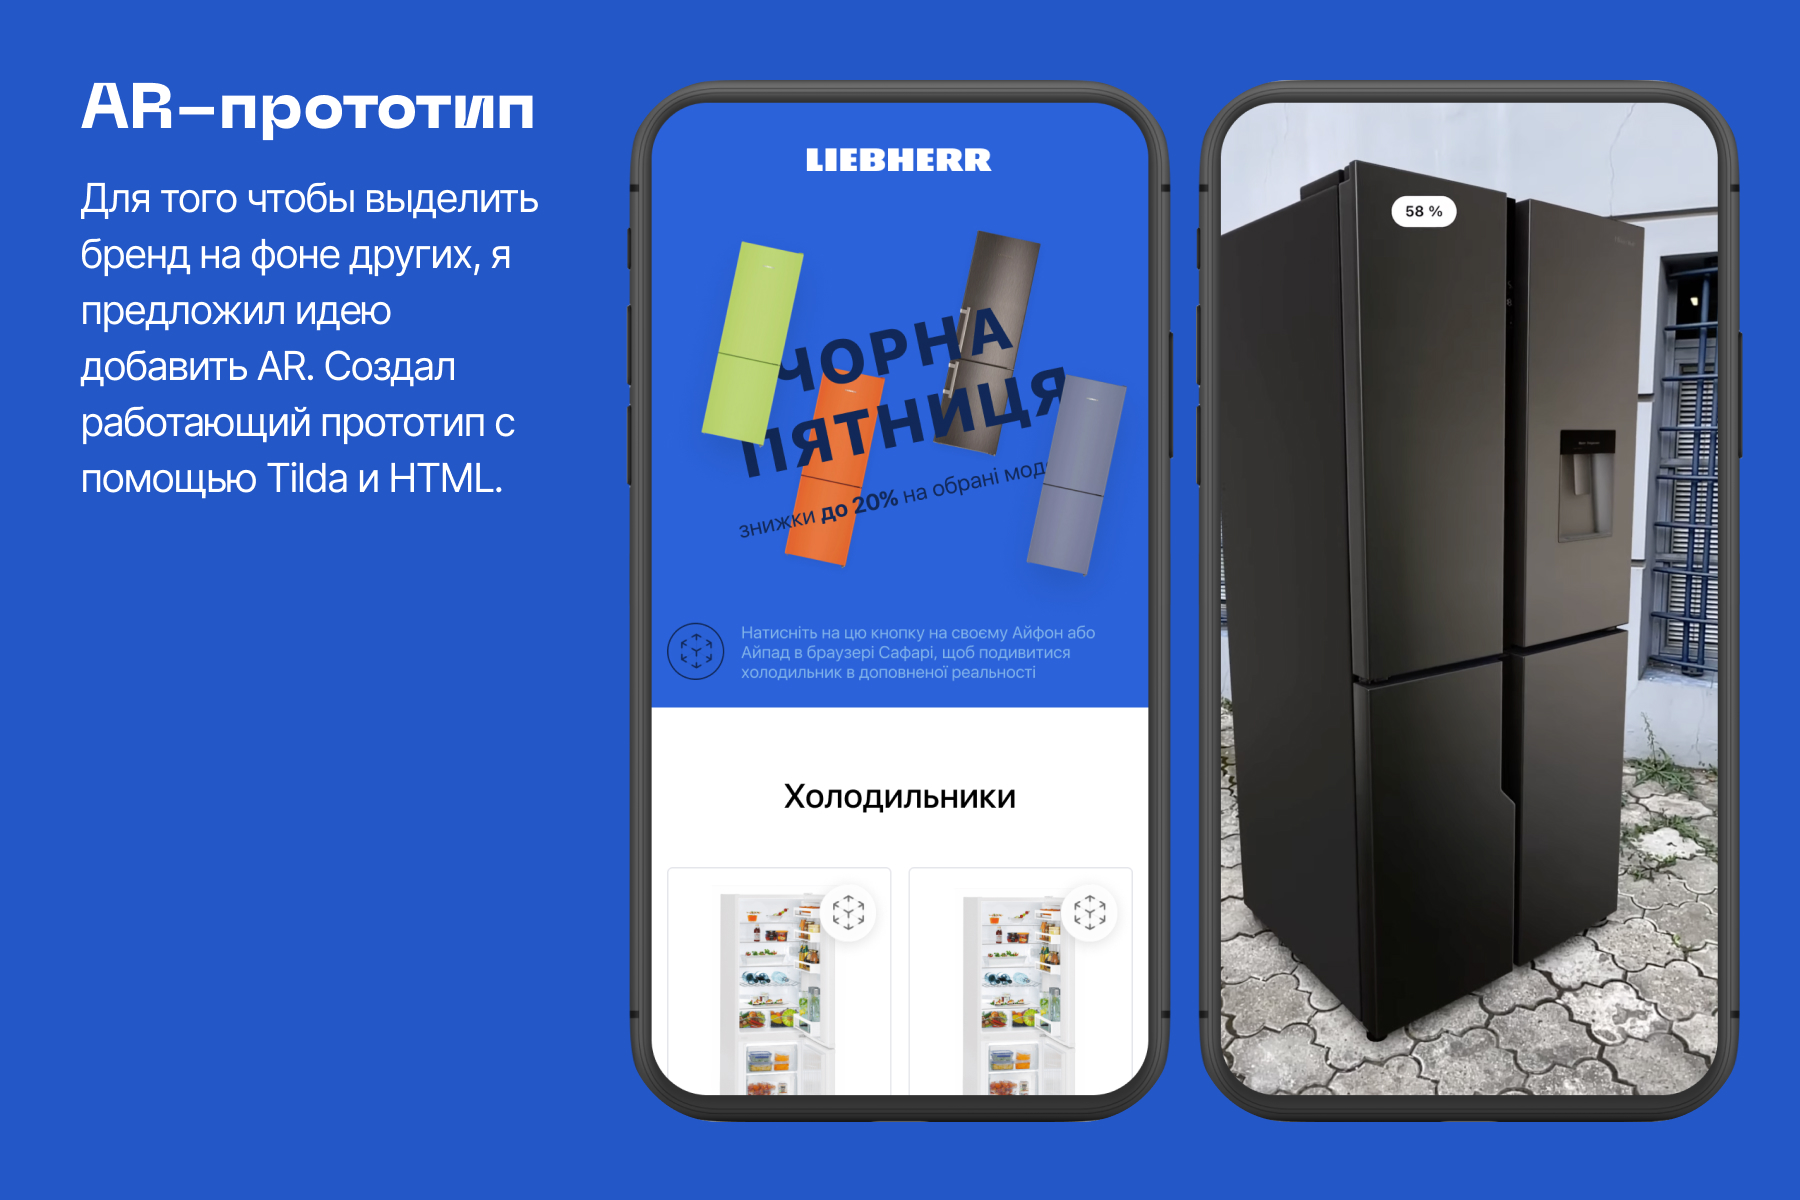 AR–прототип
Для того чтобы выделить
бренд на фоне других, я
предложил идею
добавить AR. Создал
работающий прототип с
помощью Tilda и HTML.
LIEBHERR
ЧОРНА
П'ЯТНИЦЯ
знижки до 20% на обрані мод
Натисніть на цю кнопку на своєму Айфон або
Айпад в браузері Сафарі, щоб подивитися
холодильник в доповненої реальності
Холодильники
58 %